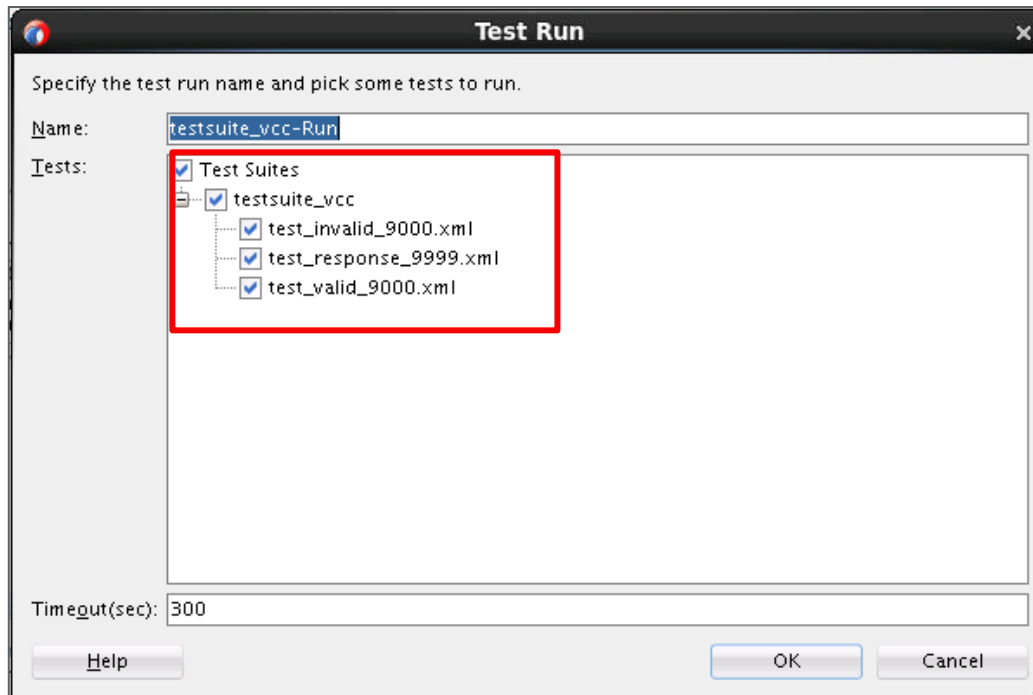 Test Run
Specify the test run name and pick some tests to run.
Name: testsuite_vcc-Run
Tests: Test Suites
testsuite_vcc
test_invalid_9000.xml
test_response_9999.xml
test_valid_9000.xml
Timeout(sec): 300
Help OK Cancel